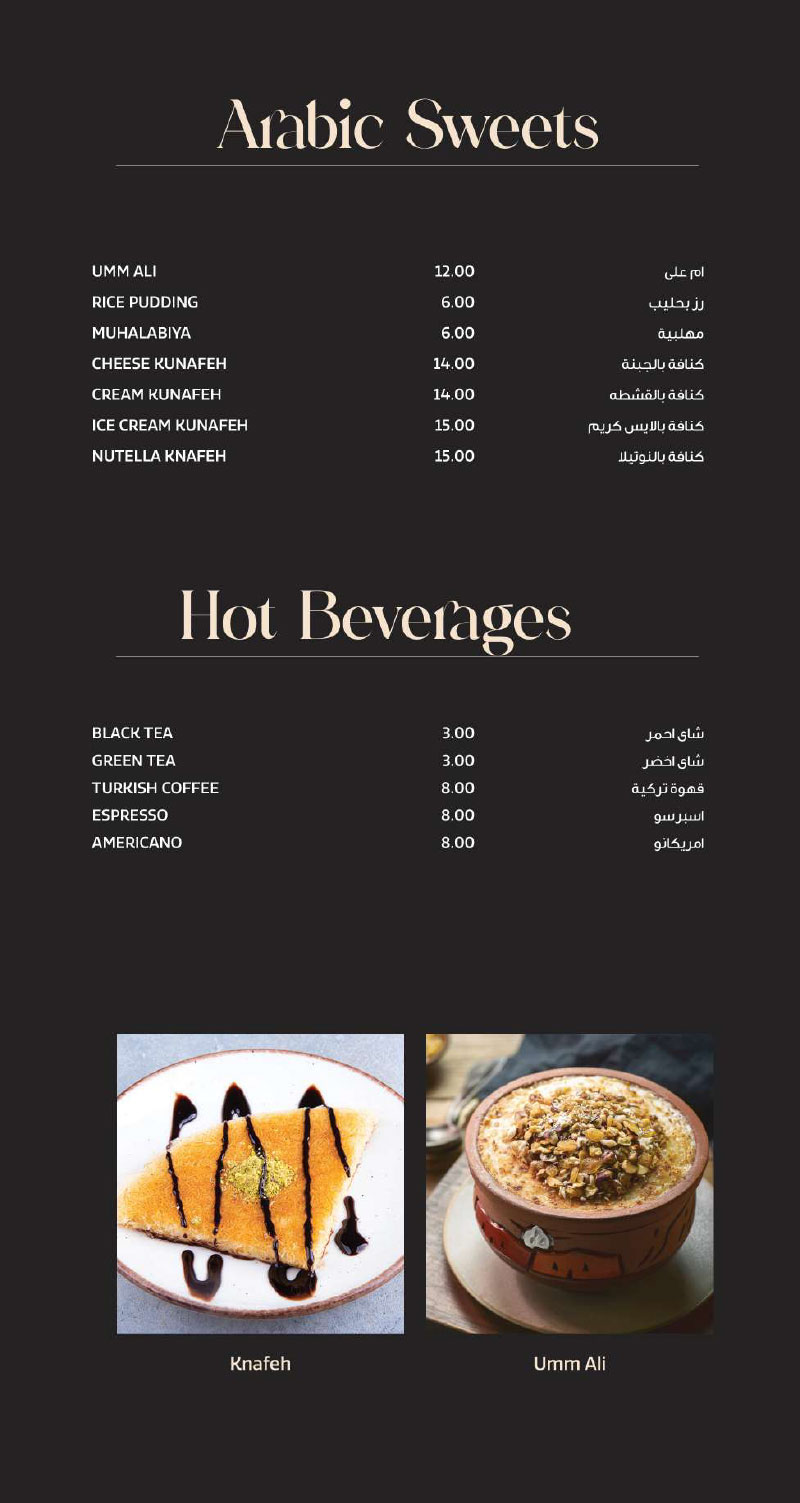 Arabic Sweets
UMM ALI 12.00 ام على
RICE PUDDING 6.00 رز بحليب
MUHALABIYA 6.00 مهلبية
CHEESE KUNAFEH 14.00 كنافة بالجبنة
CREAM KUNAFEH 14.00 كنافة بالقشطه
ICE CREAM KUNAFEH 15.00 كنافة بالايس كريم
NUTELLA KNAFEH 15.00 كنافة بالنوتيلا
Hot Beverages
BLACK TEA 3.00 شاي احمر
GREEN TEA 3.00 شاي اخضر
TURKISH COFFEE 8.00 قهوة تركية
ESPRESSO 8.00 اسبرسو
AMERICANO 8.00 امريكانو
Knafeh
Umm Ali